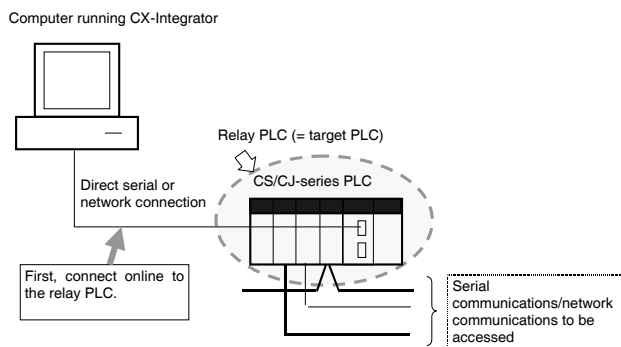 Computer running CX-Integrator
Relay PLC (= target PLC)
CS/CJ-series PLC
Direct serial or
network connection
First, connect online to
the relay PLC.
Serial
communications/network
communications to be
accessed